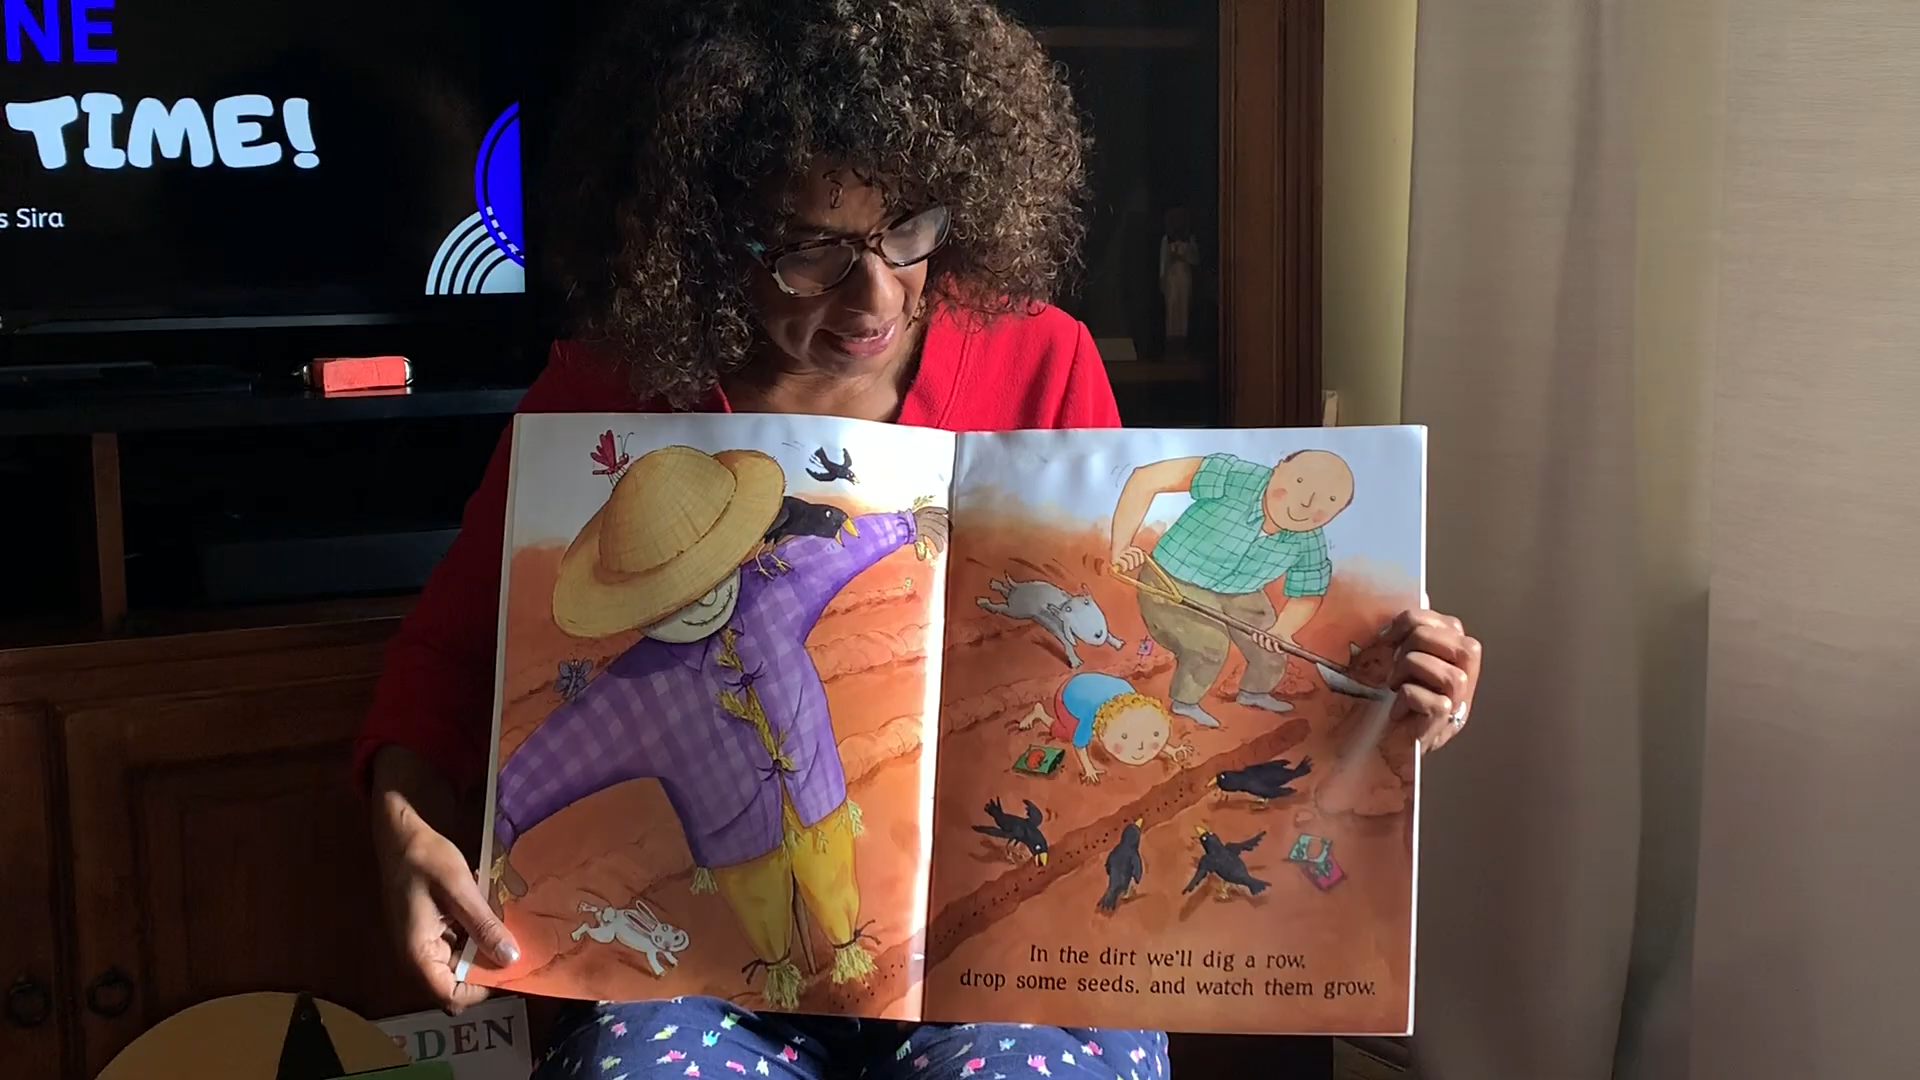 NE
TIME!
s Sira
In the dirt we'll dig a row,
drop some seeds, and watch them grow.
RDEN